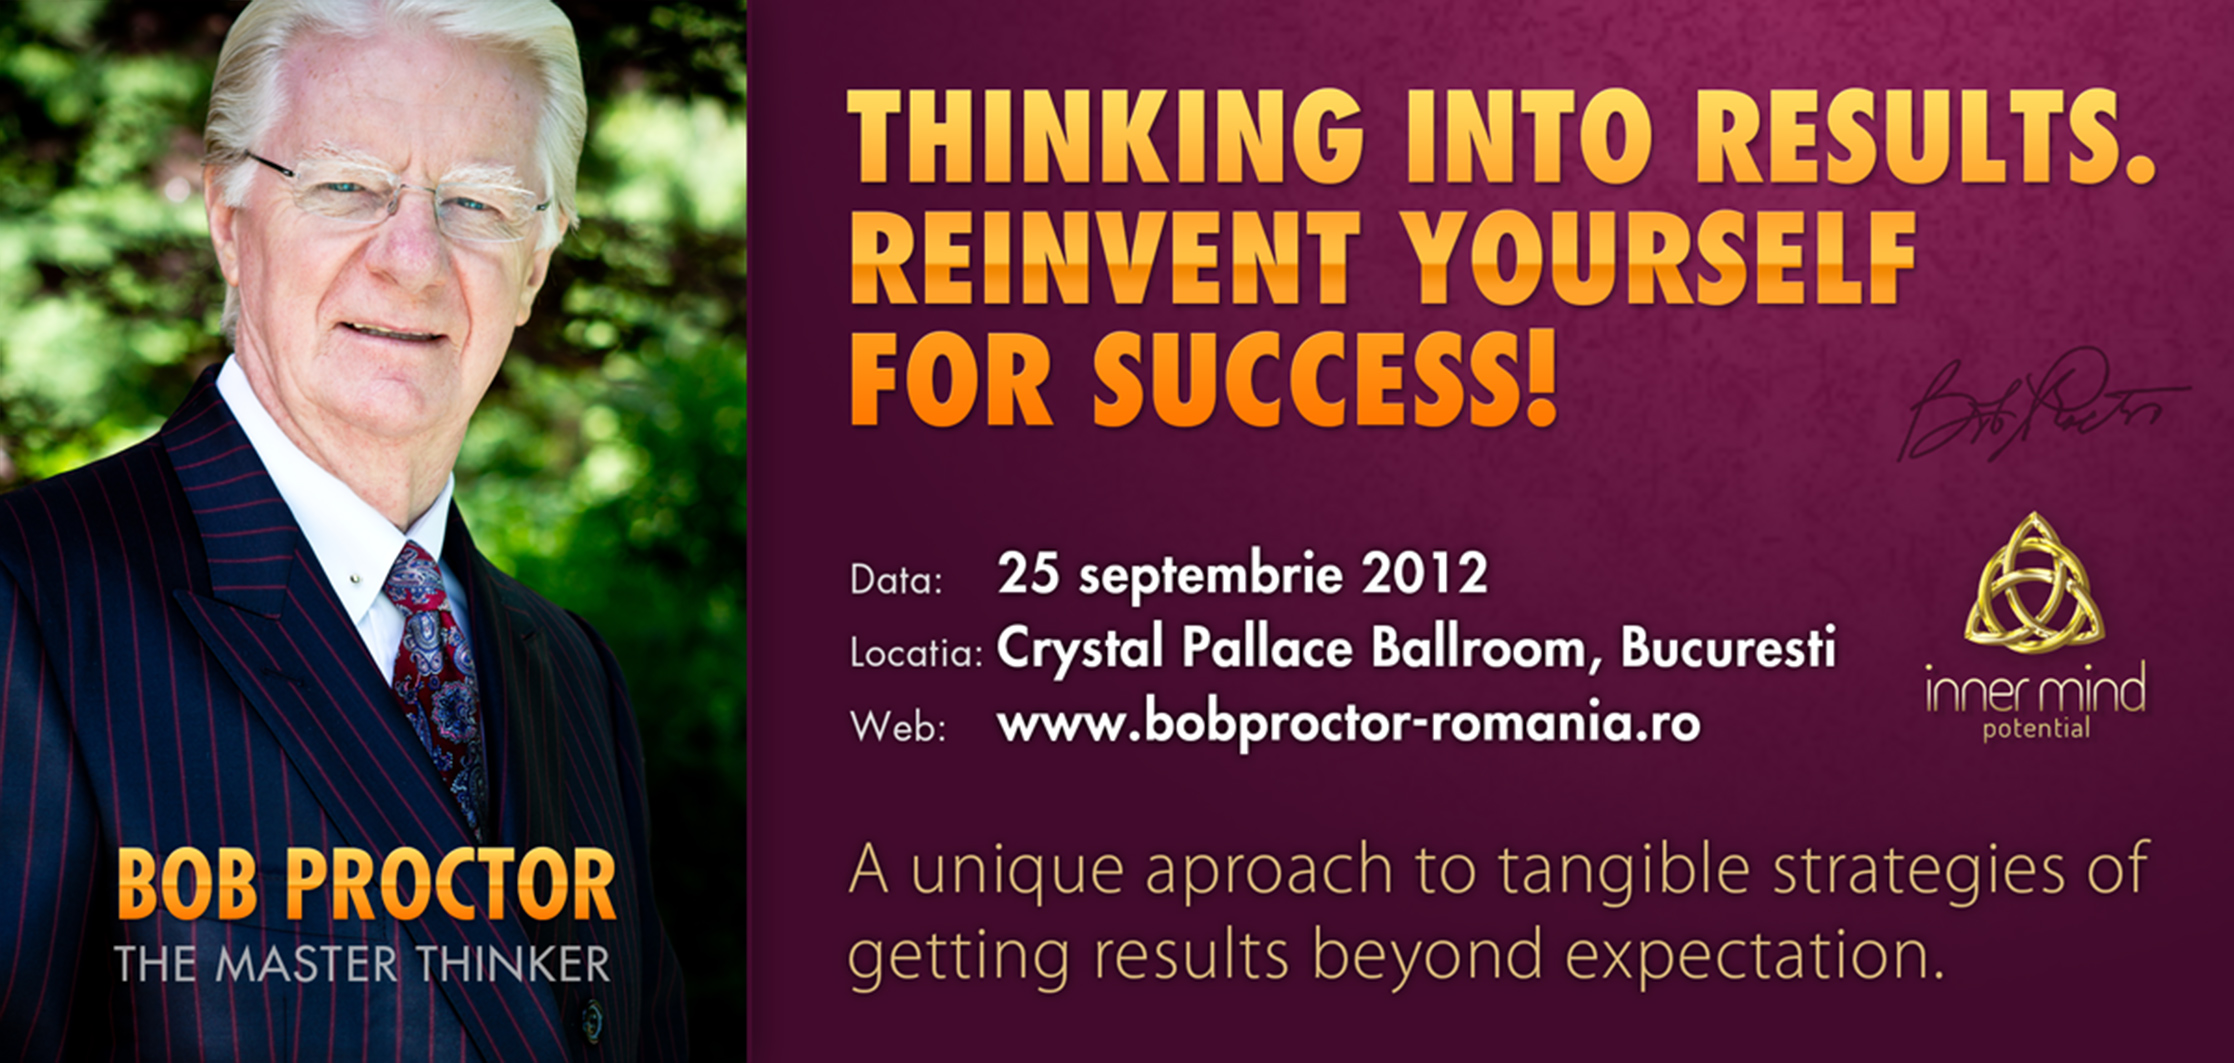 THINKING INTO RESULTS.
REINVENT YOURSELF
FOR SUCCESS!
Bob Proctor
Data: 25 septembrie 2012
Locatia: Crystal Pallace Ballroom, Bucuresti
Web: www.bobproctor-romania.ro
inner mind
potential
BOB PROCTOR
THE MASTER THINKER
A unique aproach to tangible strategies of
getting results beyond expectation.